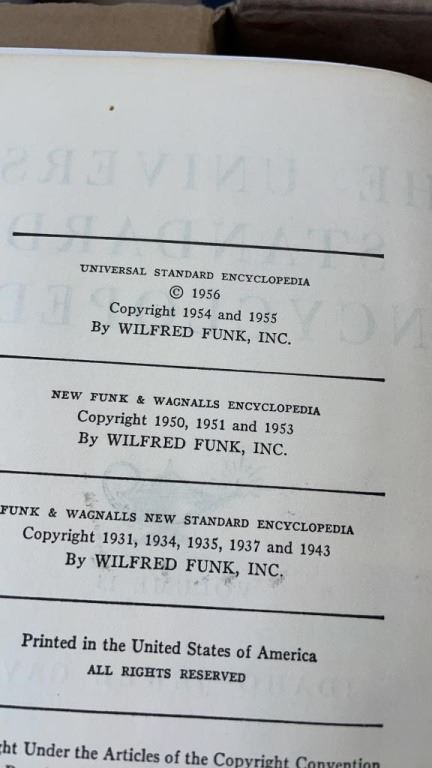 UNIVERSAL STANDARD ENCYCLOPEDIA
© 1956
Copyright 1954 and 1955
By WILFRED FUNK, INC.
NEW FUNK & WAGNALLS ENCYCLOPEDIA
Copyright 1950, 1951 and 1953
By WILFRED FUNK, INC.
FUNK & WAGNALLS NEW STANDARD ENCYCLOPEDIA
Copyright 1931, 1934, 1935, 1937 and 1943
By WILFRED FUNK, INC.
Printed in the United States of America
ALL RIGHTS RESERVED
ght Under the Articles of the Copyright Convention